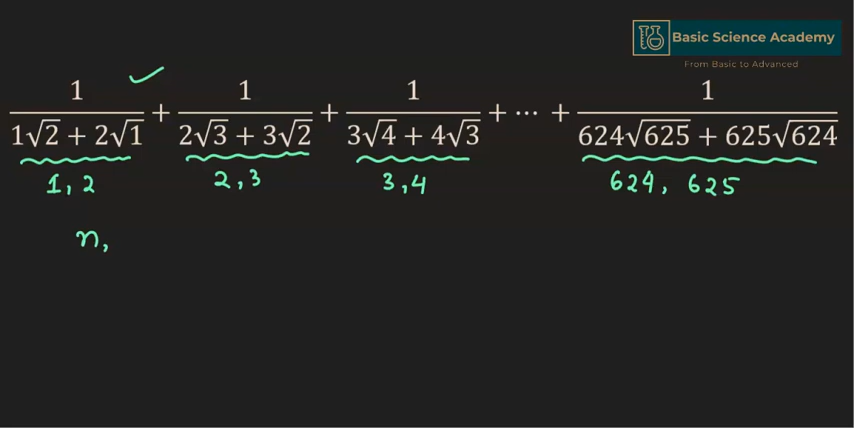 Basic Science Academy
From Basic to Advanced
1/(1√2 + 2√1) + 1/(2√3 + 3√2) + 1/(3√4 + 4√3) + ⋯ + 1/(624√625 + 625√624)
1, 2 2, 3 3, 4 624, 625
n,